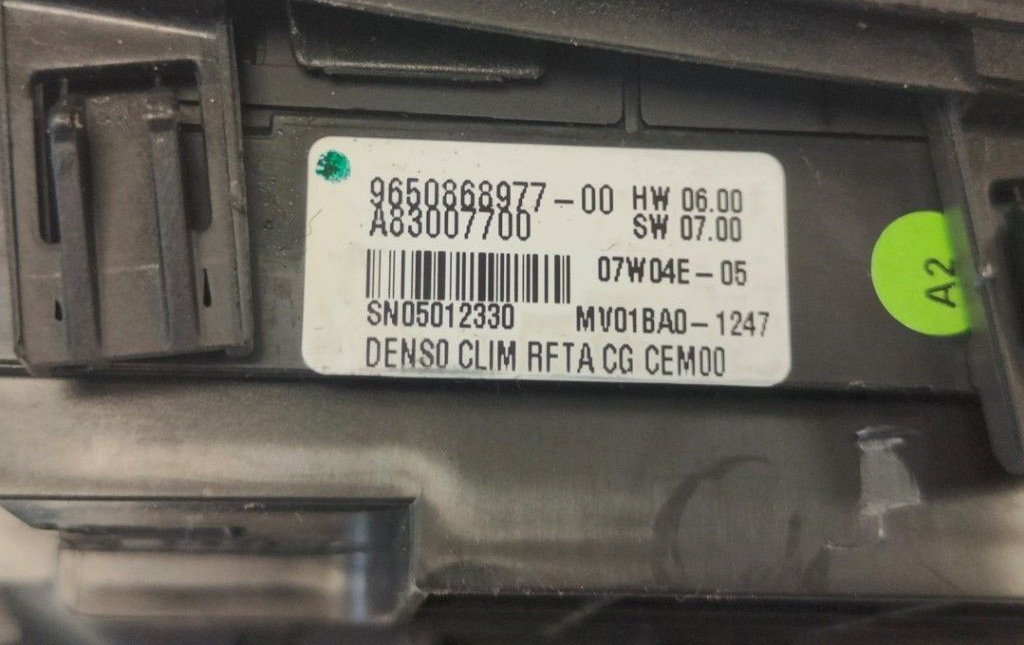 9650868977-00 HW 06.00
A83007700 SW 07.00
07W04E-05
SN05012330 MV01BA0-1247
DENSO CLIM RFTA CG CEM00
A2